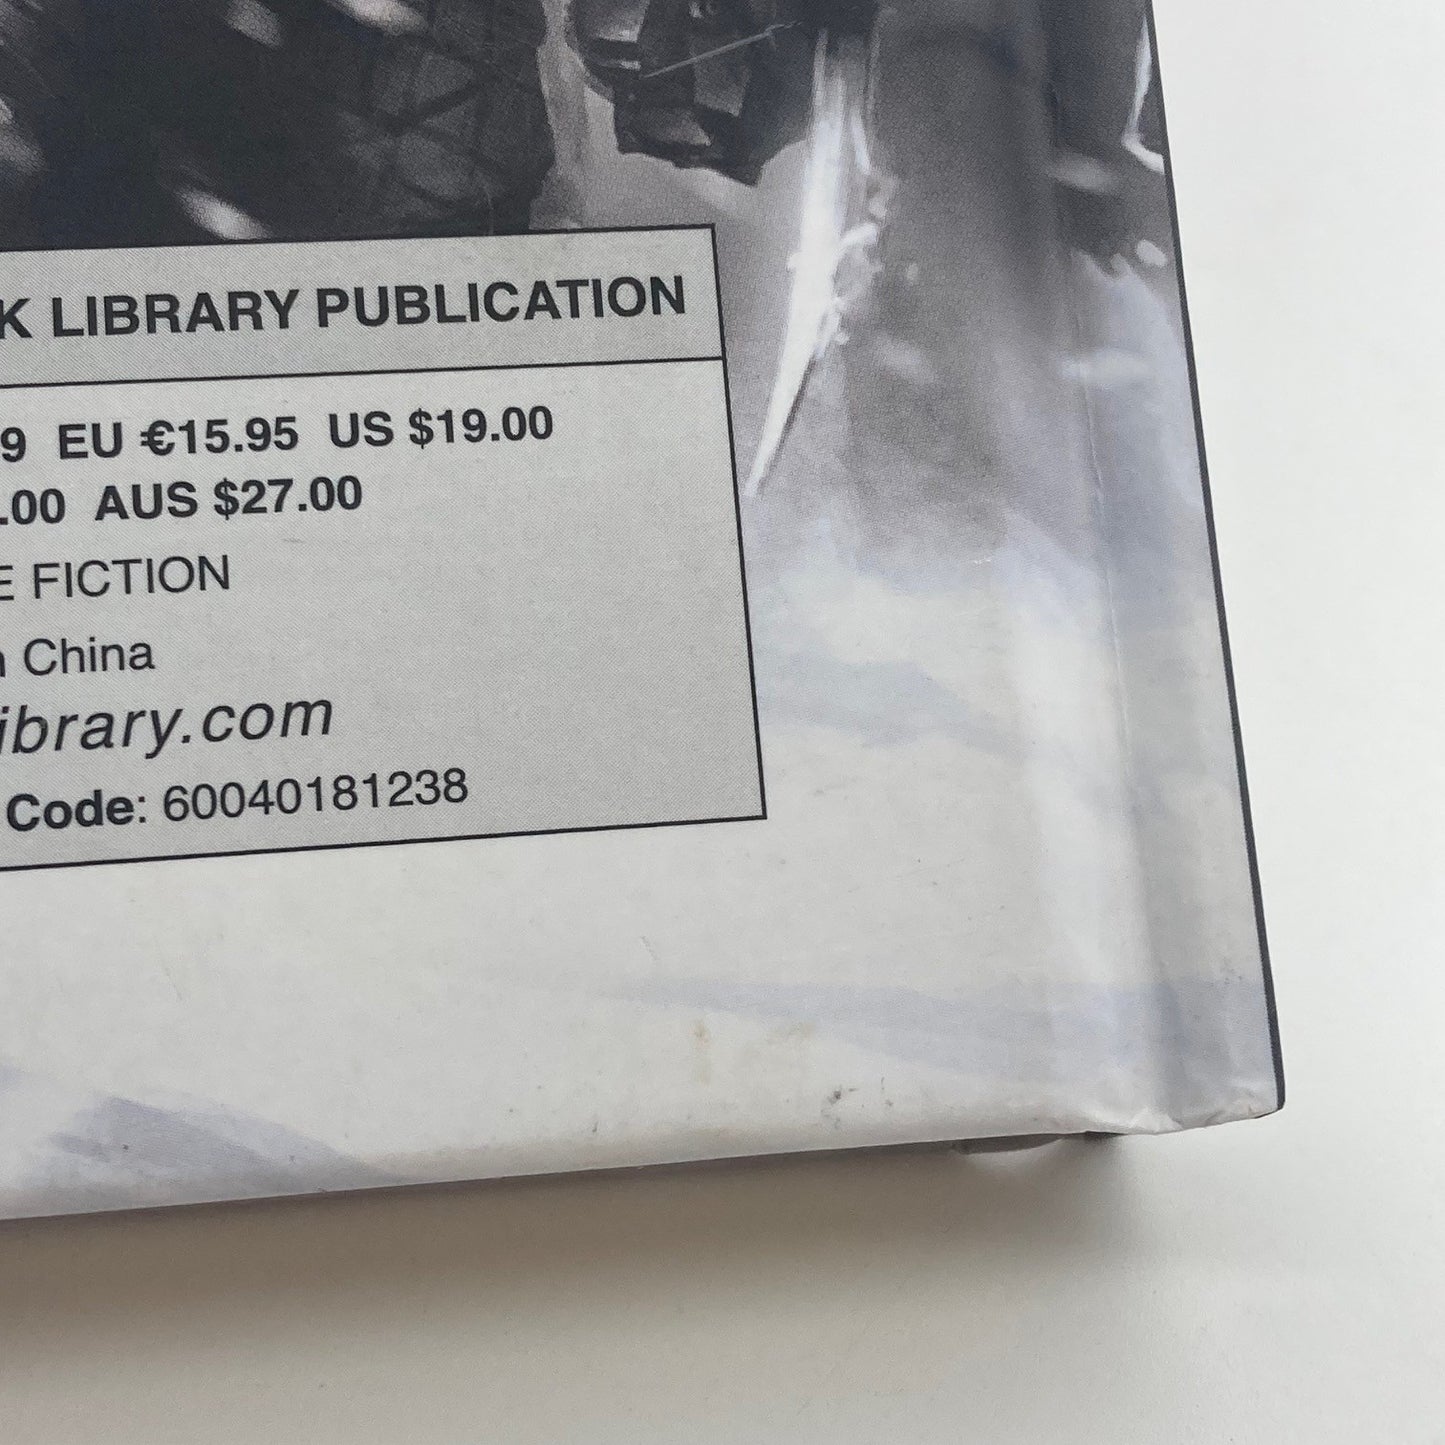 K LIBRARY PUBLICATION
9 EU €15.95 US $19.00
.00 AUS $27.00
E FICTION
n China
ibrary.com
Code: 60040181238